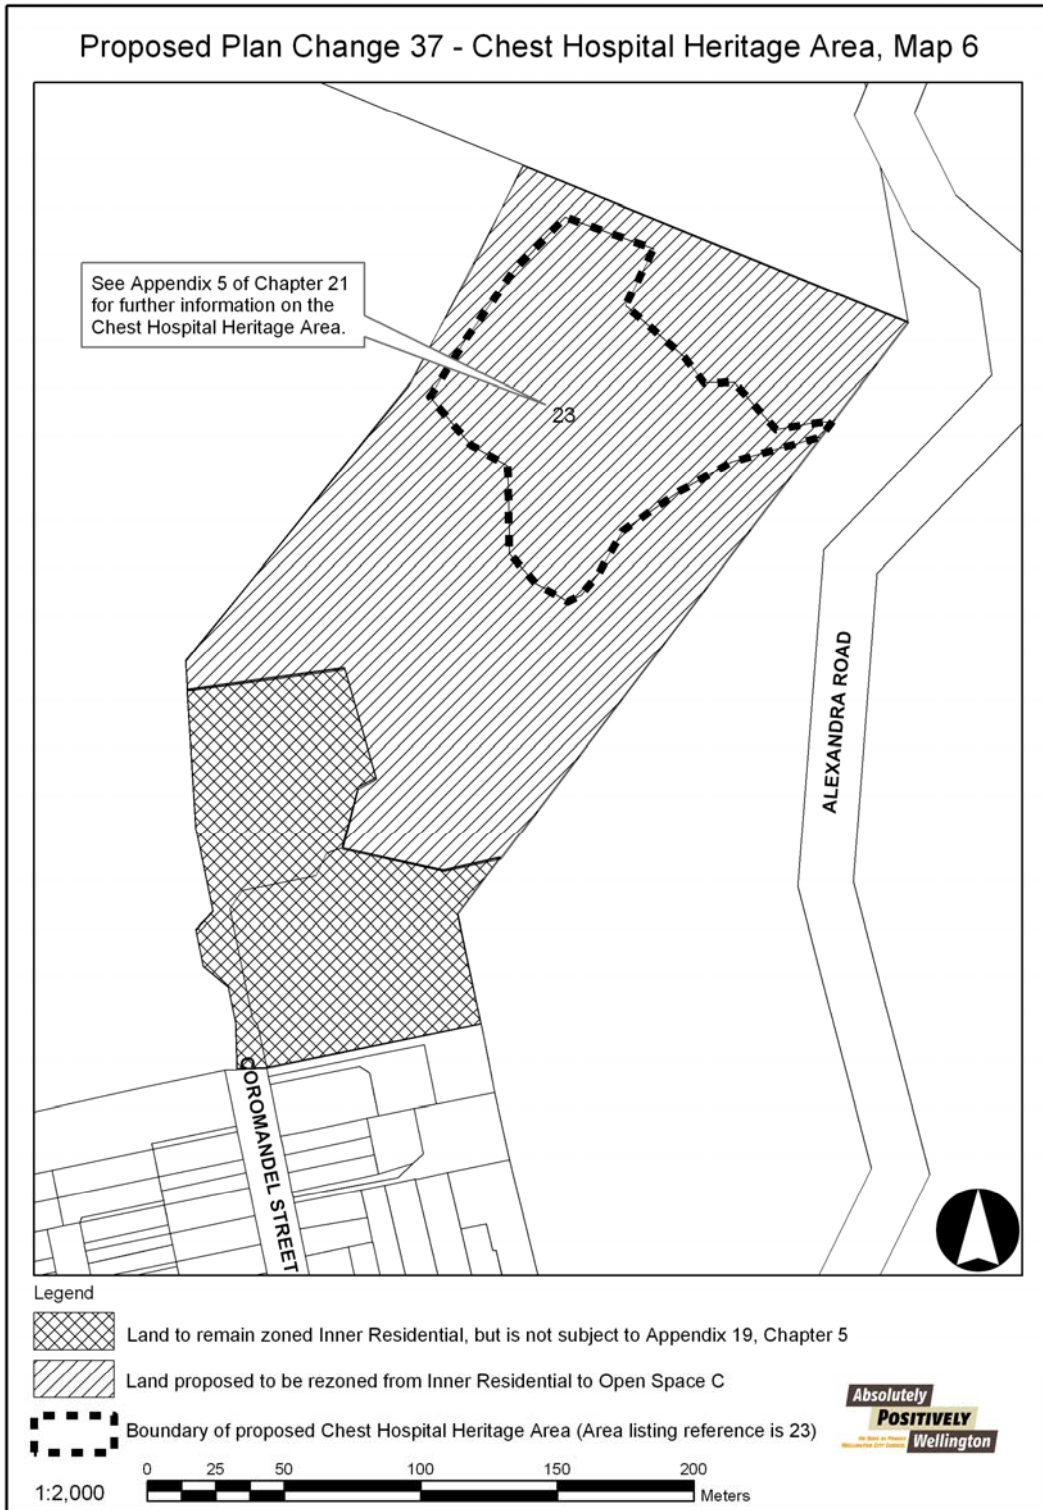 Proposed Plan Change 37 - Chest Hospital Heritage Area, Map 6
See Appendix 5 of Chapter 21
for further information on the
Chest Hospital Heritage Area.
23
ALEXANDRA ROAD
COROMANDEL STREET
Legend
Land to remain zoned Inner Residential, but is not subject to Appendix 19, Chapter 5
Land proposed to be rezoned from Inner Residential to Open Space C
Boundary of proposed Chest Hospital Heritage Area (Area listing reference is 23)
Absolutely
POSITIVELY
Wellington
WELLINGTON CITY COUNCIL
1:2,000
0 25 50 100 150 200
Meters